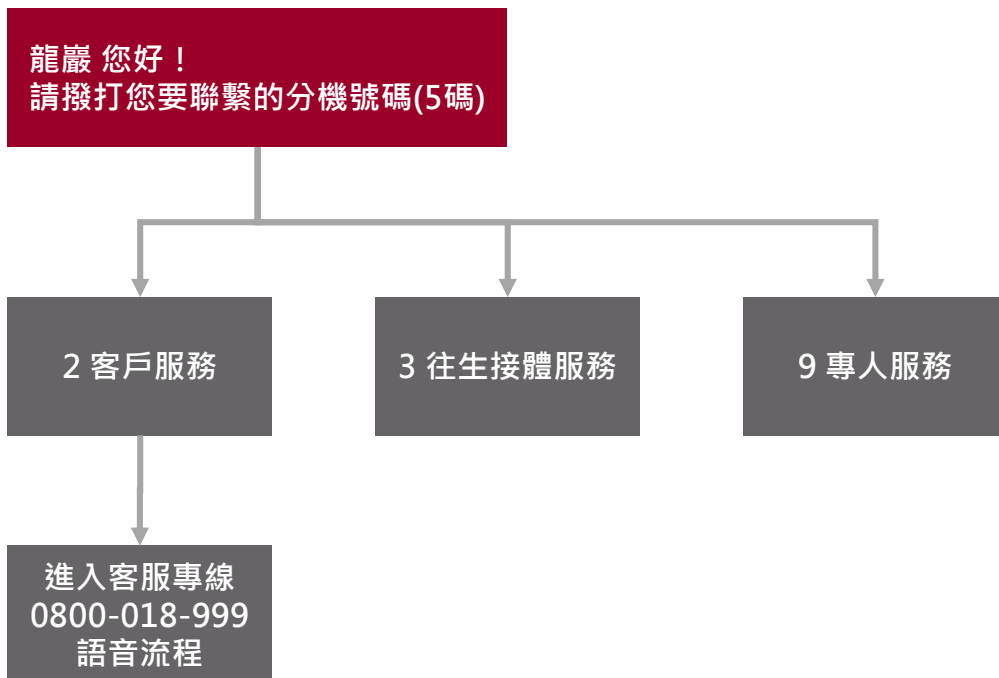 龍巖 您好！
請撥打您要聯繫的分機號碼(5碼)
2 客戶服務
3 往生接體服務
9 專人服務
進入客服專線
0800-018-999
語音流程